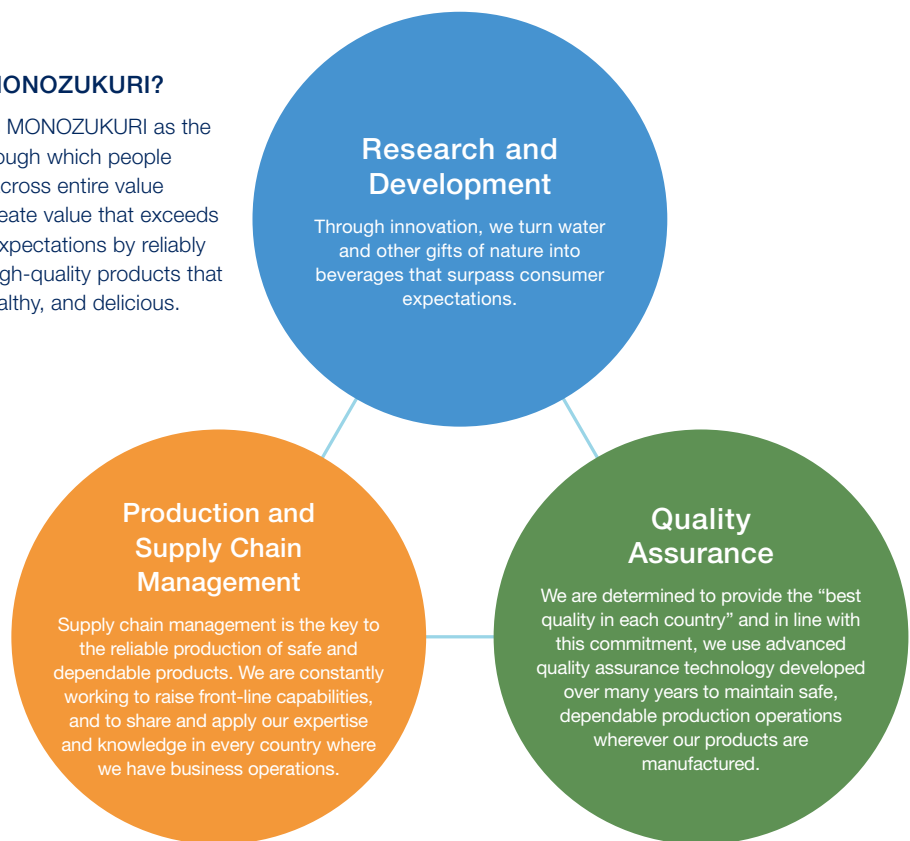 MONOZUKURI?
MONOZUKURI as the
ough which people
cross entire value
eate value that exceeds
xpectations by reliably
gh-quality products that
althy, and delicious.
Research and
Development
Through innovation, we turn water
and other gifts of nature into
beverages that surpass consumer
expectations.
Production and
Supply Chain
Management
Supply chain management is the key to
the reliable production of safe and
dependable products. We are constantly
working to raise front-line capabilities,
and to share and apply our expertise
and knowledge in every country where
we have business operations.
Quality
Assurance
We are determined to provide the “best
quality in each country” and in line with
this commitment, we use advanced
quality assurance technology developed
over many years to maintain safe,
dependable production operations
wherever our products are
manufactured.